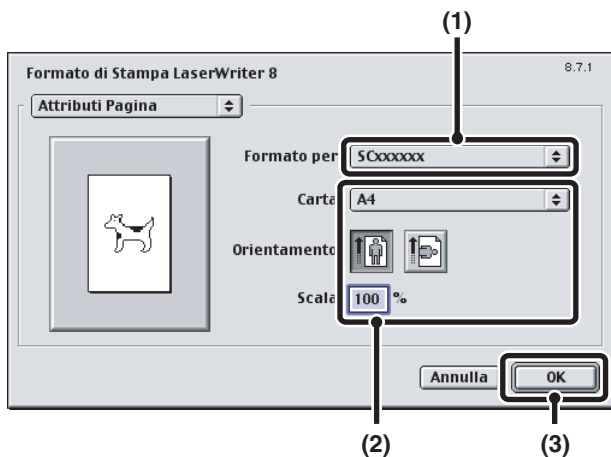 (1)
Formato di Stampa LaserWriter 8
8.7.1
Attributi Pagina
Formato per SCxxxxxx
Carta A4
Orientamento
Scala 100 %
Annulla OK
(2) (3)